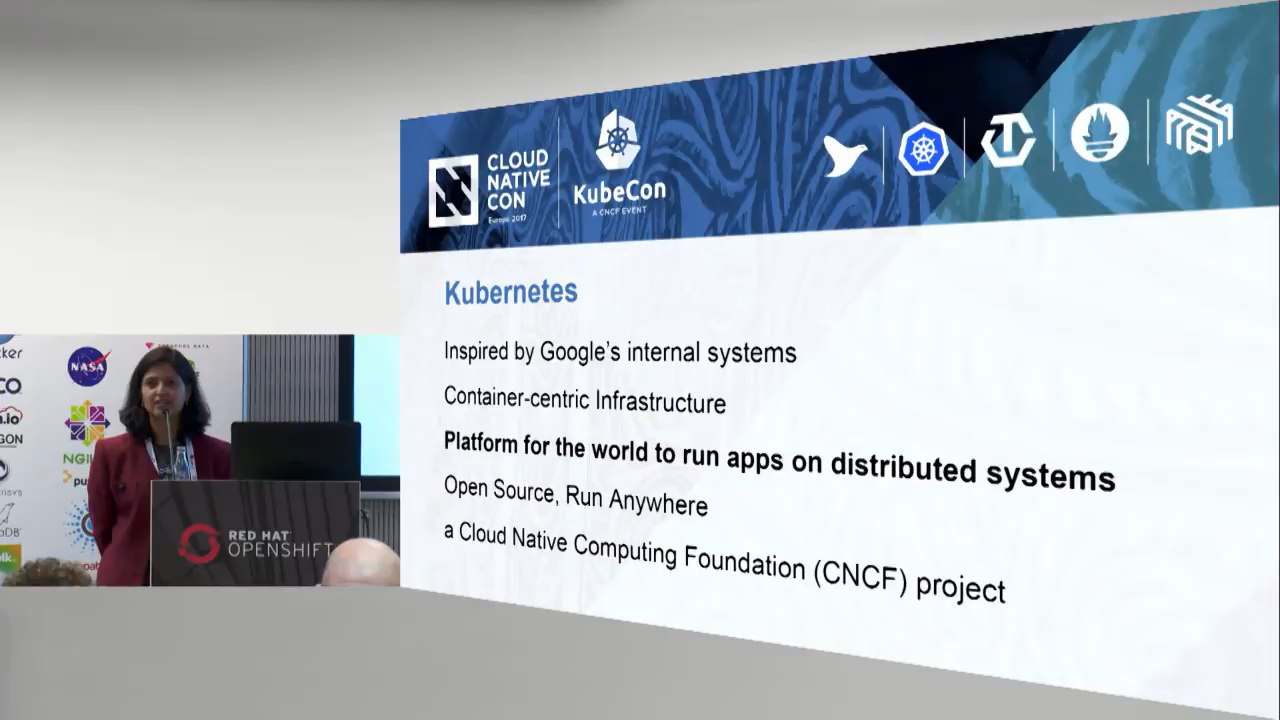 CLOUD
NATIVE
CON
Europe 2017
KubeCon
A CNCF EVENT
Kubernetes
Inspired by Google's internal systems
Container-centric Infrastructure
Platform for the world to run apps on distributed systems
Open Source, Run Anywhere
a Cloud Native Computing Foundation (CNCF) project
NASA
RED HAT
OPENSHIFT